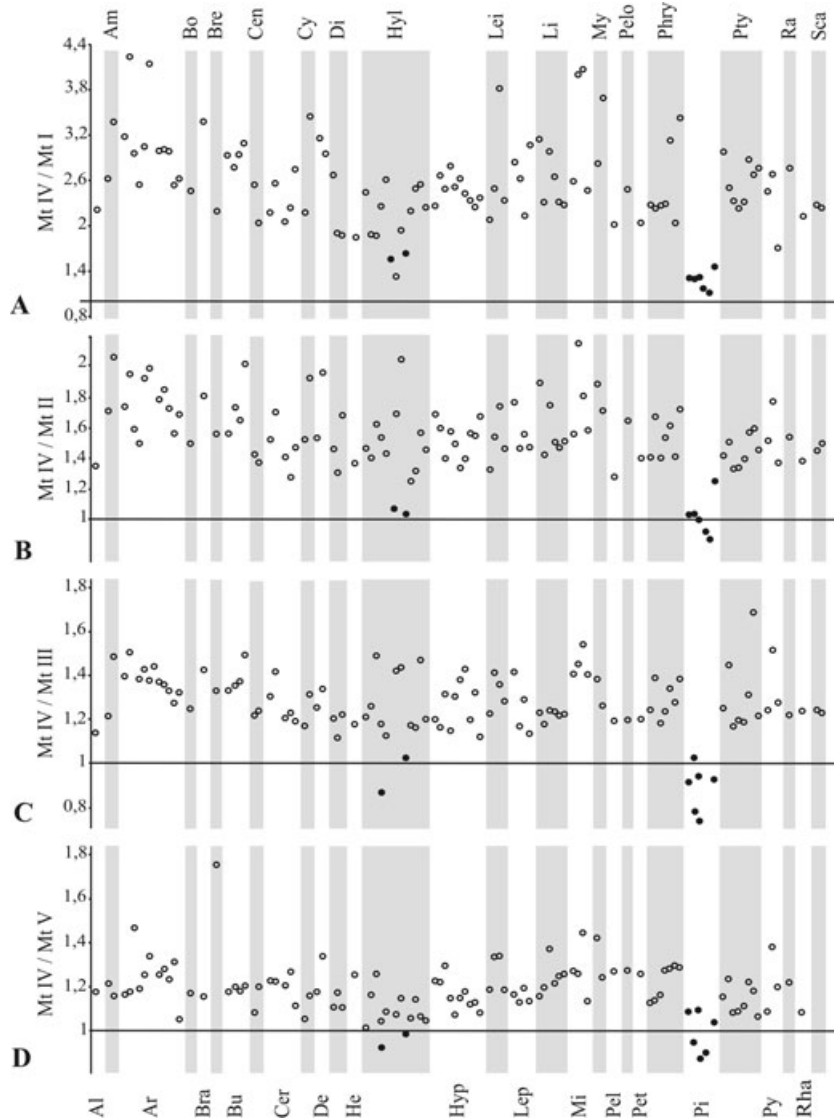 Am Bo Bre Cen Cy Di Hyl Lei Li My Pelo Phry Pty Ra Sca
4,4
3,8
3,2
2,6
2
1,4
0,8
Mt IV / Mt I
A
2
1,8
1,6
1,4
1,2
1
Mt IV / Mt II
B
1,8
1,6
1,4
1,2
1
0,8
Mt IV / Mt III
C
1,8
1,6
1,4
1,2
1
Mt IV / Mt V
D
Al Ar Bra Bu Cer De He Hyp Lep Mi Pel Pet Pi Py Rha